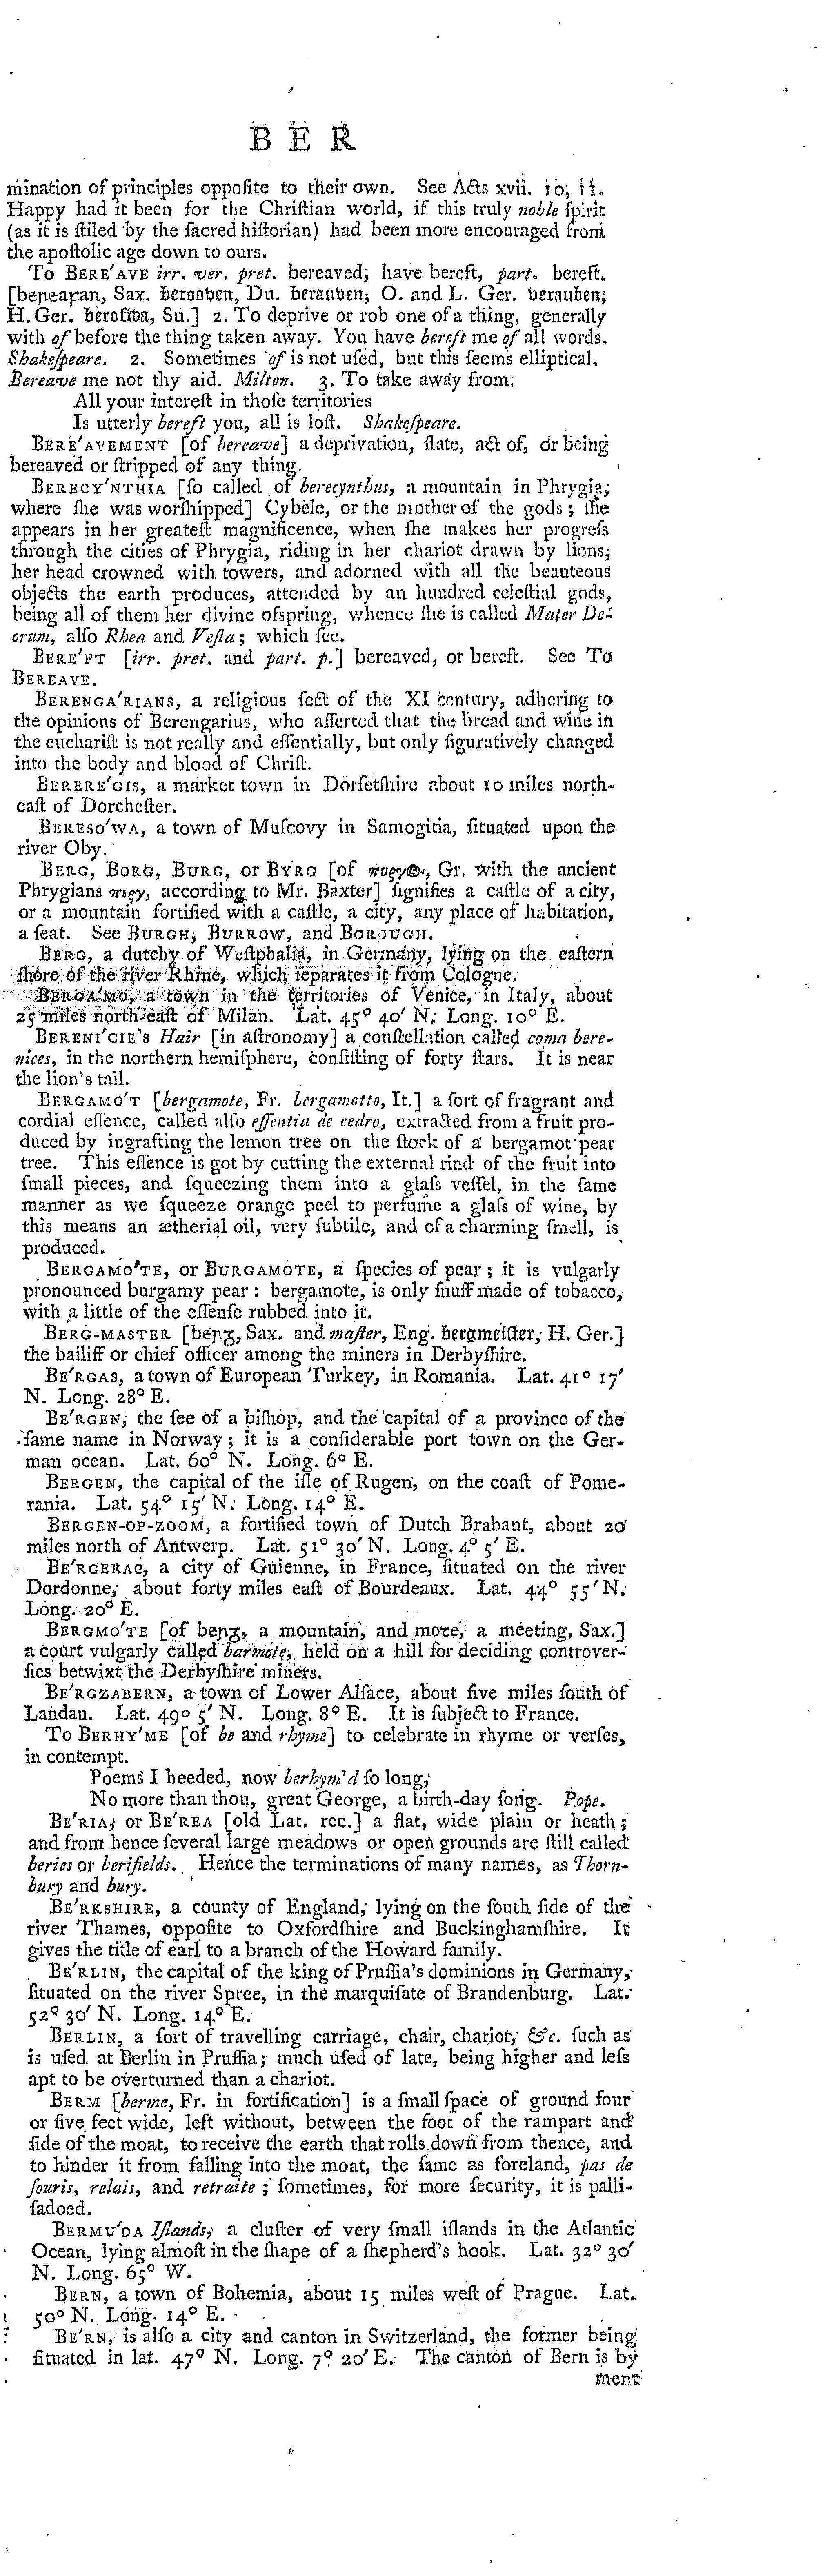 BER
mination of principles oppoſite to their own. See Acts xvii. 10, 11.
Happy had it been for the Chriſtian world, if this truly noble ſpirit
(as it is ſtiled by the ſacred hiſtorian) had been more encouraged from
the apoſtolic age down to ours.
To BERE'AVE irr. ver. pret. bereaved, have bereft, part. bereft.
[beꞃeaꝼan, Sax. berooven, Du. berauben, O. and L. Ger. berauben,
H. Ger. Su.] 2. To deprive or rob one of a thing, generally
with of before the thing taken away. You have bereft me of all words.
Shakeſpeare. 2. Sometimes of is not uſed, but this ſeems elliptical.
Bereave me not thy aid. Milton. 3. To take away from;
All your intereſt in thoſe territories
Is utterly bereft you, all is loſt. Shakeſpeare.
BERE'AVEMENT [of bereave] a deprivation, ſtate, act of, or being
bereaved or ſtripped of any thing.
BERECY'NTHIA [ſo called of berecynthus, a mountain in Phrygia,
where ſhe was worſhipped] Cybele, or the mother of the gods; ſhe
appears in her greateſt magnificence, when ſhe makes her progreſs
through the cities of Phrygia, riding in her chariot drawn by lions,
her head crowned with towers, and adorned with all the beauteous
objects the earth produces, attended by an hundred celeſtial gods,
being all of them her divine ofspring, whence ſhe is called Mater De-
orum, alſo Rhea and Veſta; which ſee.
BERE'FT [irr. pret. and part. p.] bereaved, or bereft. See To
BEREAVE.
BERENGA'RIANS, a religious ſect of the XI century, adhering to
the opinions of Berengarius, who aſſerted that the bread and wine in
the euchariſt is not really and eſſentially, but only figuratively changed
into the body and blood of Chriſt.
BERERE'GIS, a market town in Dorſetſhire about 10 miles north-
eaſt of Dorcheſter.
BERESO'WA, a town of Muſcovy in Samogitia, ſituated upon the
river Oby.
BERG, BORG, BURG, or BYRG [of πυργ☉, Gr. with the ancient
Phrygians περγ, according to Mr. Baxter] ſignifies a caſtle of a city,
or a mountain fortified with a caſtle, a city, any place of habitation,
a ſeat. See BURGH, BURROW, and BOROUGH.
BERG, a dutchy of Weſtphalia, in Germany, lying on the eaſtern
ſhore of the river Rhine, which ſeparates it from Cologne.
BERGA'MO, a town in the territories of Venice, in Italy, about
25 miles north-eaſt of Milan. Lat. 45° 40' N. Long. 10° E.
BERENI'CIE's Hair [in aſtronomy] a conſtellation called coma bere-
nices, in the northern hemiſphere, conſiſting of forty ſtars. It is near
the lion's tail.
BERGAMO'T [bergamote, Fr. bergamotto, It.] a ſort of fragrant and
cordial eſſence, called alſo eſſentia de cedro, extracted from a fruit pro-
duced by ingrafting the lemon tree on the ſtock of a bergamot pear
tree. This eſſence is got by cutting the external rind of the fruit into
ſmall pieces, and ſqueezing them into a glaſs veſſel, in the ſame
manner as we ſqueeze orange peel to perfume a glaſs of wine, by
this means an ætherial oil, very ſubtile, and of a charming ſmell, is
produced.
BERGAMO'TE, or BURGAMOTE, a ſpecies of pear; it is vulgarly
pronounced burgamy pear: bergamote, is only ſnuff made of tobacco,
with a little of the eſſenſe rubbed into it.
BERG-MASTER [beꞃᵹ, Sax. and maſter, Eng. bergmeiſter, H. Ger.]
the bailiff or chief officer among the miners in Derbyſhire.
BE'RGAS, a town of European Turkey, in Romania. Lat. 41° 17'
N. Long. 28° E.
BE'RGEN, the ſee of a biſhop, and the capital of a province of the
ſame name in Norway; it is a conſiderable port town on the Ger-
man ocean. Lat. 60° N. Long. 6° E.
BERGEN, the capital of the iſle of Rugen, on the coaſt of Pome-
rania. Lat. 54° 15' N. Long. 14° E.
BERGEN-OP-ZOOM, a fortified town of Dutch Brabant, about 20
miles north of Antwerp. Lat. 51° 30' N. Long. 4° 5' E.
BE'RGERAC, a city of Guienne, in France, ſituated on the river
Dordonne, about forty miles eaſt of Bourdeaux. Lat. 44° 55' N.
Long. 20° E.
BERGMO'TE [of beꞃᵹ, a mountain, and mote, a meeting, Sax.]
a court vulgarly called barmote, held on a hill for deciding controver-
ſies betwixt the Derbyſhire miners.
BE'RGZABERN, a town of Lower Alſace, about five miles ſouth of
Landau. Lat. 49° 5' N. Long. 8° E. It is ſubject to France.
To BERHY'ME [of be and rhyme] to celebrate in rhyme or verſes,
in contempt.
Poems I heeded, now berhym'd ſo long,
No more than thou, great George, a birth-day ſong. Pope.
BE'RIA, or BE'REA [old Lat. rec.] a flat, wide plain or heath;
and from hence ſeveral large meadows or open grounds are ſtill called
beries or berifields. Hence the terminations of many names, as Thorn-
bury and bury.
BE'RKSHIRE, a county of England, lying on the ſouth ſide of the
river Thames, oppoſite to Oxfordſhire and Buckinghamſhire. It
gives the title of earl to a branch of the Howard family.
BE'RLIN, the capital of the king of Pruſſia's dominions in Germany,
ſituated on the river Spree, in the marquiſate of Brandenburg. Lat.
52° 30' N. Long. 14° E.
BERLIN, a ſort of travelling carriage, chair, chariot, &c. ſuch as
is uſed at Berlin in Pruſſia; much uſed of late, being higher and leſs
apt to be overturned than a chariot.
BERM [berme, Fr. in fortification] is a ſmall ſpace of ground four
or five feet wide, left without, between the foot of the rampart and
ſide of the moat, to receive the earth that rolls down from thence, and
to hinder it from falling into the moat, the ſame as foreland, pas de
ſouris, relais, and retraite; ſometimes, for more ſecurity, it is palli-
ſadoed.
BERMU'DA Iſlands, a cluſter of very ſmall iſlands in the Atlantic
Ocean, lying almoſt in the ſhape of a ſhepherd's hook. Lat. 32° 30'
N. Long. 65° W.
BERN, a town of Bohemia, about 15 miles weſt of Prague. Lat.
50° N. Long. 14° E.
BE'RN, is alſo a city and canton in Switzerland, the former being
ſituated in lat. 47° N. Long. 7° 20' E. The canton of Bern is by
ment